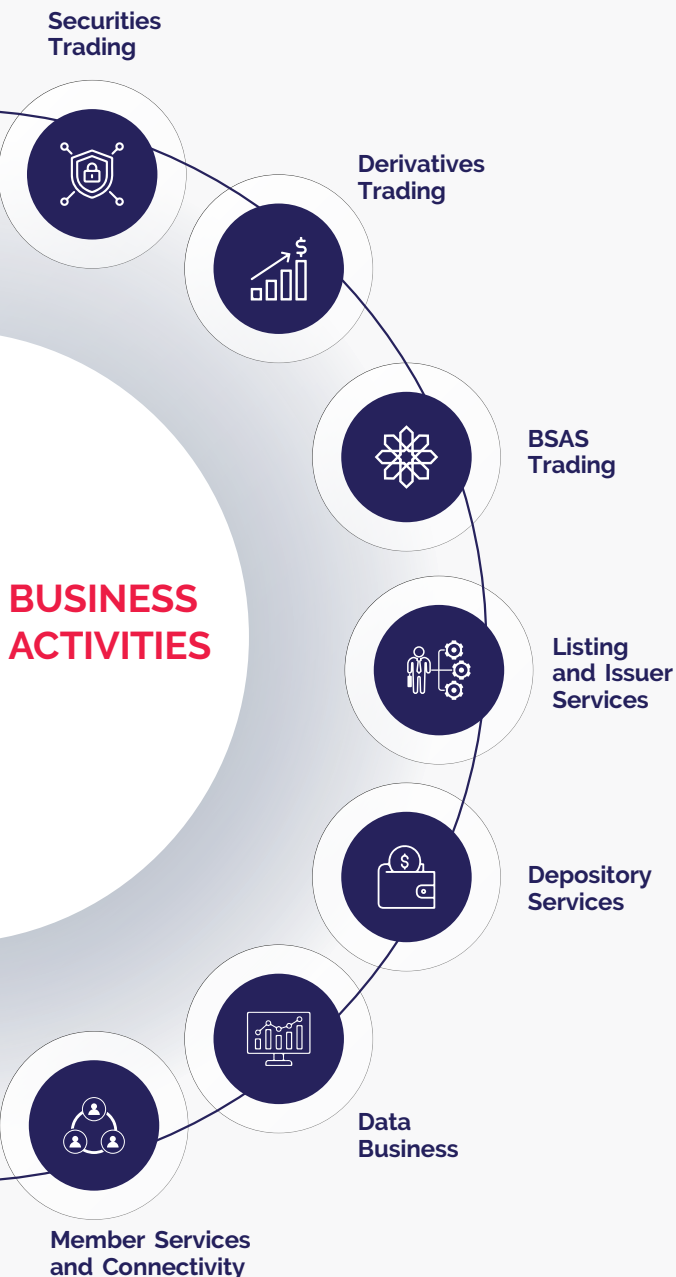 Securities
Trading
Derivatives
Trading
BSAS
Trading
BUSINESS
ACTIVITIES
Listing
and Issuer
Services
Depository
Services
Data
Business
Member Services
and Connectivity